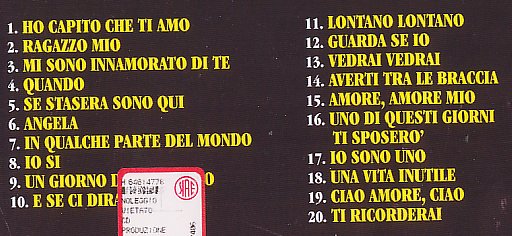 1. HO CAPITO CHE TI AMO
2. RAGAZZO MIO
3. MI SONO INNAMORATO DI TE
4. QUANDO
5. SE STASERA SONO QUI
6. ANGELA
7. IN QUALCHE PARTE DEL MONDO
8. IO SI
9. UN GIORNO
10. E SE CI
11. LONTANO LONTANO
12. GUARDA SE IO
13. VEDRAI VEDRAI
14. AVERTI TRA LE BRACCIA
15. AMORE, AMORE MIO
16. UNO DI QUESTI GIORNI
TI SPOSERO'
17. IO SONO UNO
18. UNA VITA INUTILE
19. CIAO AMORE, CIAO
20. TI RICORDERAI
NOLEGGIO
VIETATO
CD
PRODUZIONE